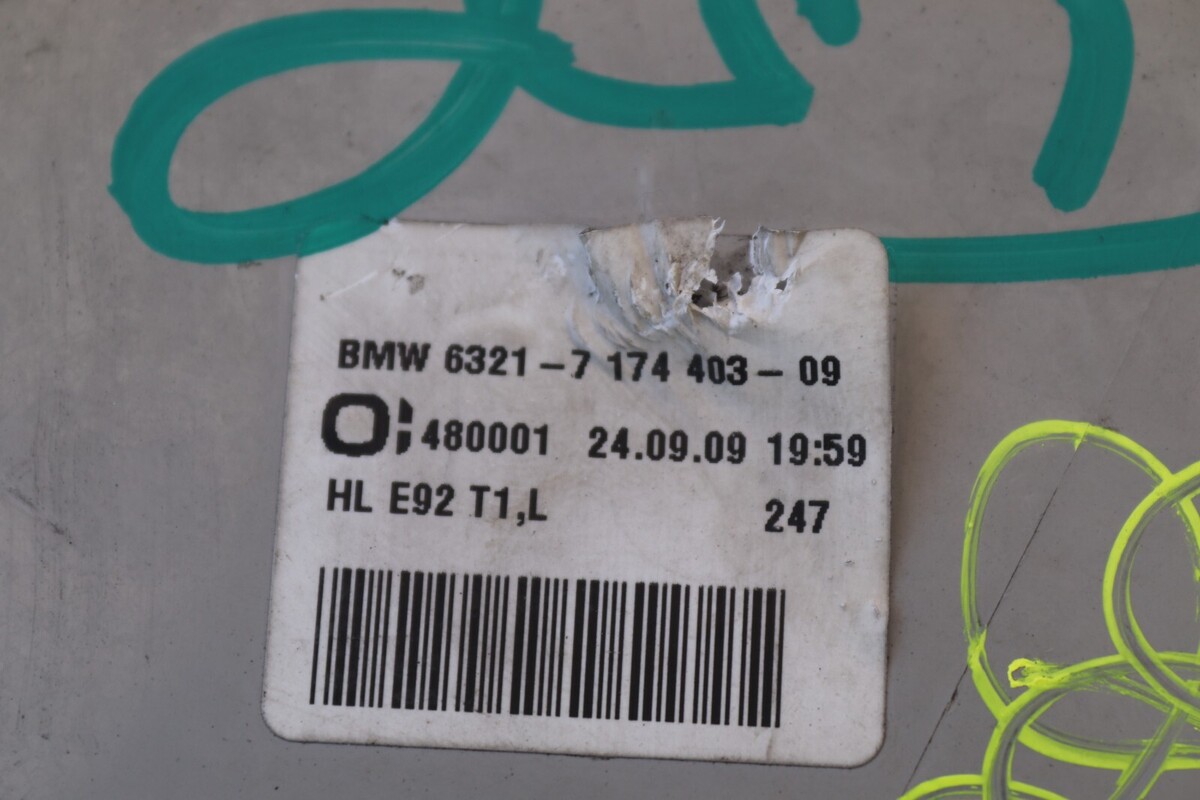 BMW 6321-7 174 403-09
480001 24.09.09 19:59
HL E92 T1,L 247